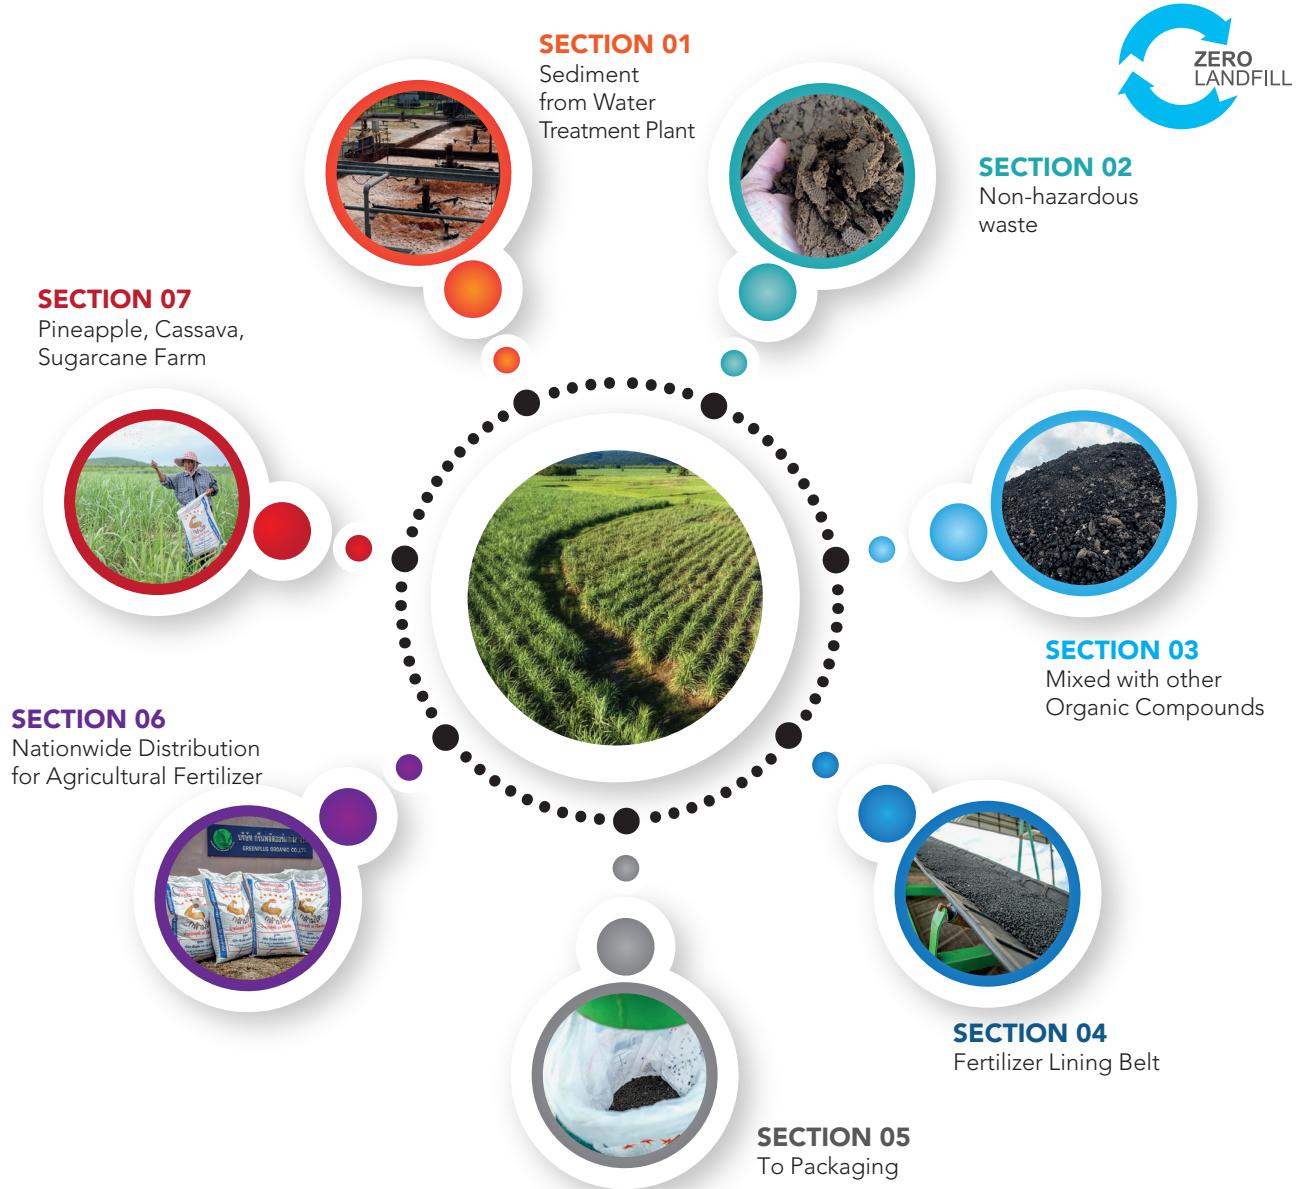 ZERO
LANDFILL
SECTION 01
Sediment
from Water
Treatment Plant
SECTION 02
Non-hazardous
waste
SECTION 03
Mixed with other
Organic Compounds
SECTION 04
Fertilizer Lining Belt
SECTION 05
To Packaging
SECTION 06
Nationwide Distribution
for Agricultural Fertilizer
GREENPLUS ORGANIC CO.,LTD
SECTION 07
Pineapple, Cassava,
Sugarcane Farm